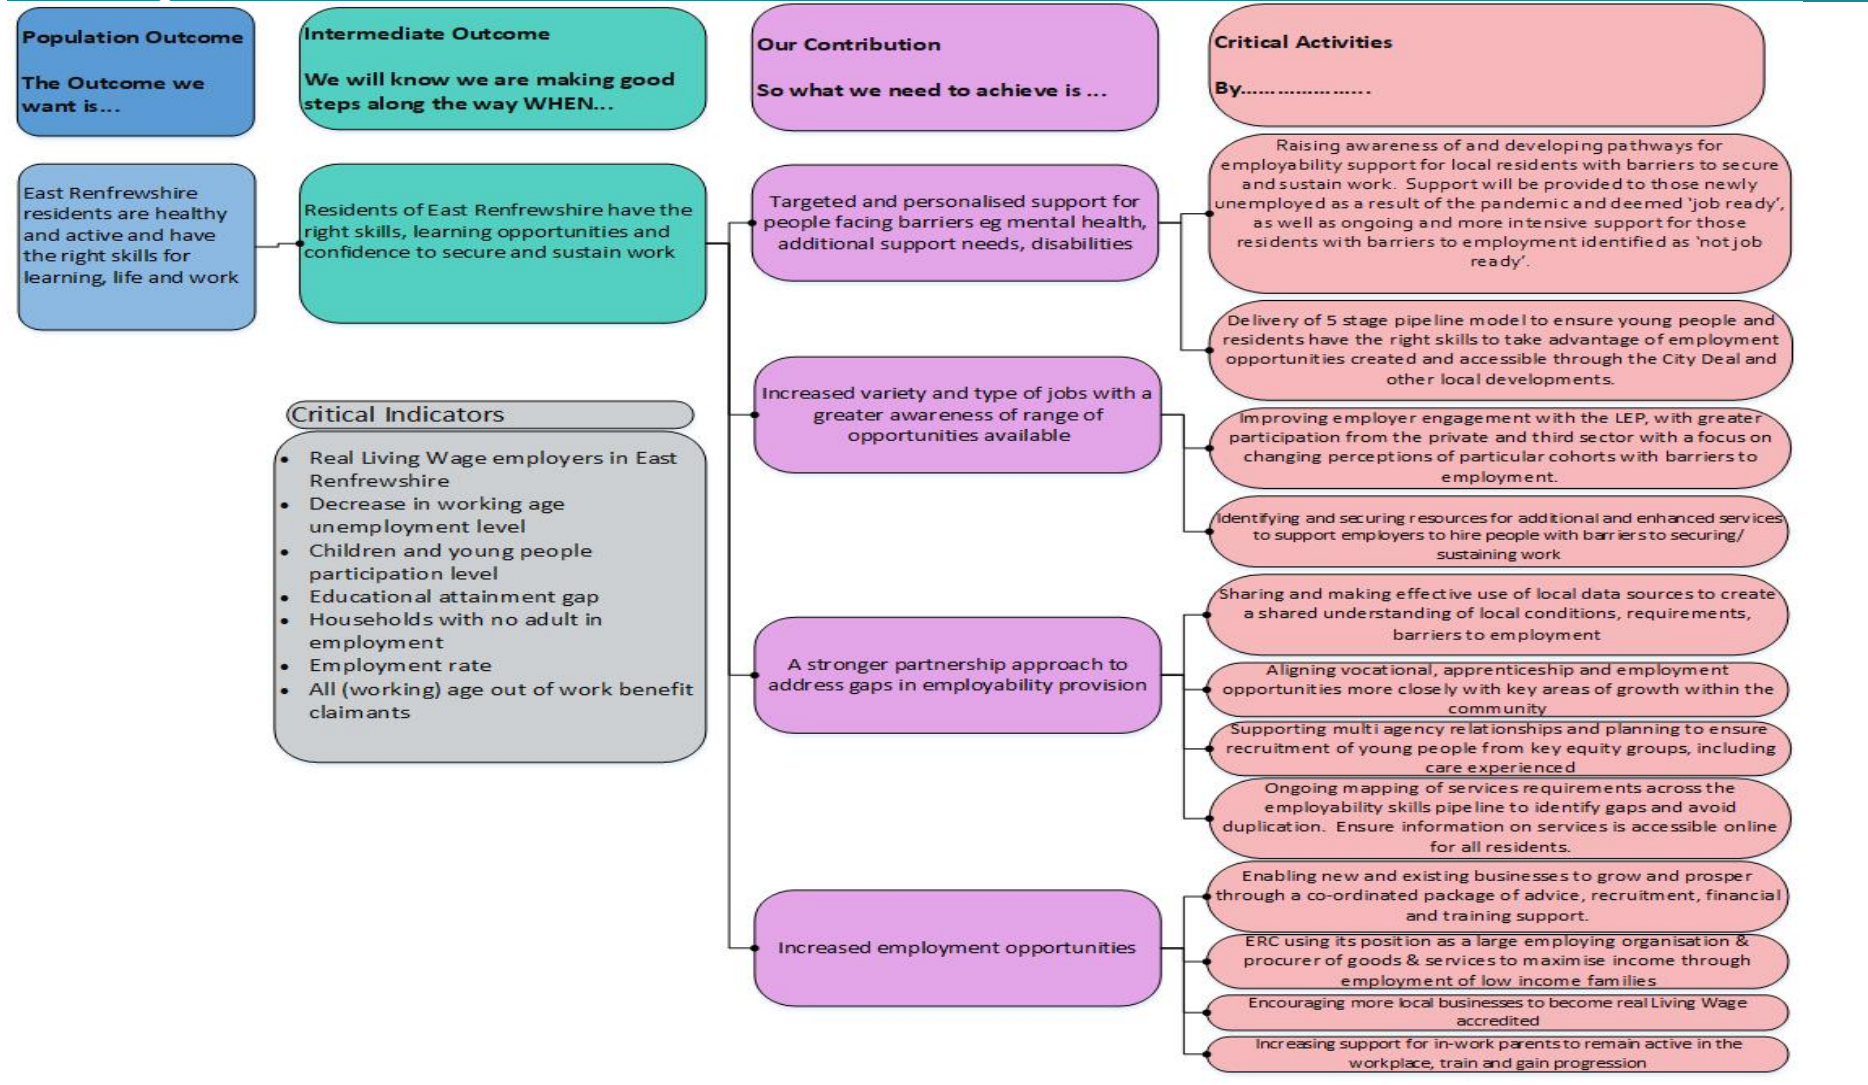 Population Outcome
The Outcome we
want is...
Intermediate Outcome
We will know we are making good
steps along the way WHEN...
Our Contribution
So what we need to achieve is ...
Critical Activities
By...................
East Renfrewshire
residents are healthy
and active and have
the right skills for
learning, life and work
Residents of East Renfrewshire have the
right skills, learning opportunities and
confidence to secure and sustain work
Critical Indicators
• Real Living Wage employers in East
Renfrewshire
• Decrease in working age
unemployment level
• Children and young people
participation level
• Educational attainment gap
• Households with no adult in
employment
• Employment rate
• All (working) age out of work benefit
claimants
Targeted and personalised support for
people facing barriers eg mental health,
additional support needs, disabilities
Raising awareness of and developing pathways for
employability support for local residents with barriers to secure
and sustain work. Support will be provided to those newly
unemployed as a result of the pandemic and deemed ‘job ready’,
as well as ongoing and more intensive support for those
residents with barriers to employment identified as ‘not job
ready’.
Delivery of 5 stage pipeline model to ensure young people and
residents have the right skills to take advantage of employment
opportunities created and accessible through the City Deal and
other local developments.
Increased variety and type of jobs with a
greater awareness of range of
opportunities available
Improving employer engagement with the LEP, with greater
participation from the private and third sector with a focus on
changing perceptions of particular cohorts with barriers to
employment.
Identifying and securing resources for additional and enhanced services
to support employers to hire people with barriers to securing/
sustaining work
A stronger partnership approach to
address gaps in employability provision
Sharing and making effective use of local data sources to create
a shared understanding of local conditions, requirements,
barriers to employment
Aligning vocational, apprenticeship and employment
opportunities more closely with key areas of growth within the
community
Supporting multi agency relationships and planning to ensure
recruitment of young people from key equity groups, including
care experienced
Ongoing mapping of services requirements across the
employability skills pipeline to identify gaps and avoid
duplication. Ensure information on services is accessible online
for all residents.
Increased employment opportunities
Enabling new and existing businesses to grow and prosper
through a co-ordinated package of advice, recruitment, financial
and training support.
ERC using its position as a large employing organisation &
procurer of goods & services to maximise income through
employment of low income families
Encouraging more local businesses to become real Living Wage
accredited
Increasing support for in-work parents to remain active in the
workplace, train and gain progression